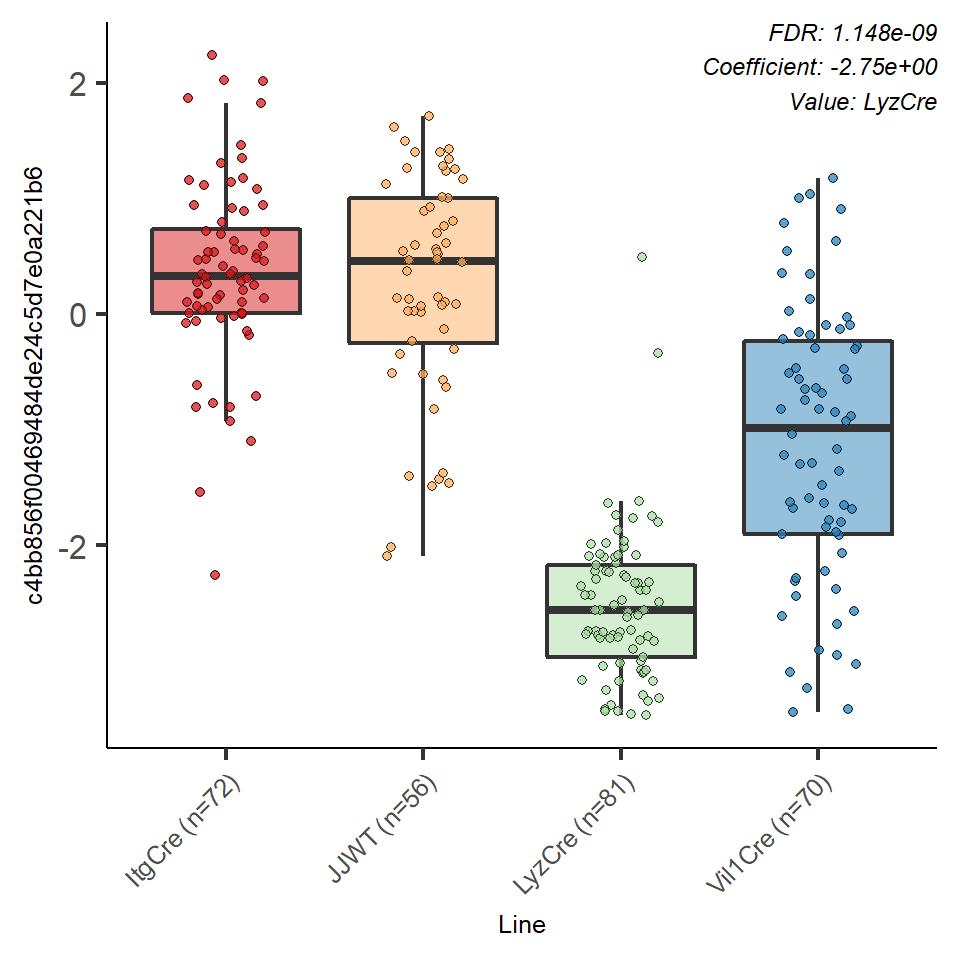 FDR: 1.148e-09
Coefficient: -2.75e+00
Value: LyzCre
c4bb856f00469484de24c5d7e0a221b6
2
0
-2
ItgCre (n=72)
JJWT (n=56)
LyzCre (n=81)
Vil1Cre (n=70)
Line